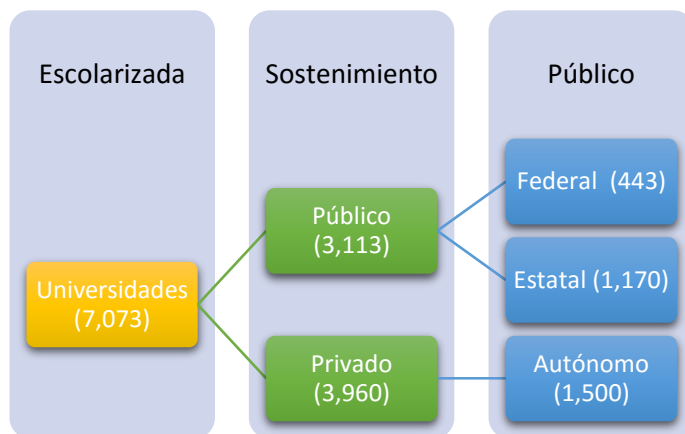 Escolarizada
Sostenimiento
Público
Universidades
(7,073)
Público
(3,113)
Privado
(3,960)
Federal  (443)
Estatal (1,170)
Autónomo
(1,500)